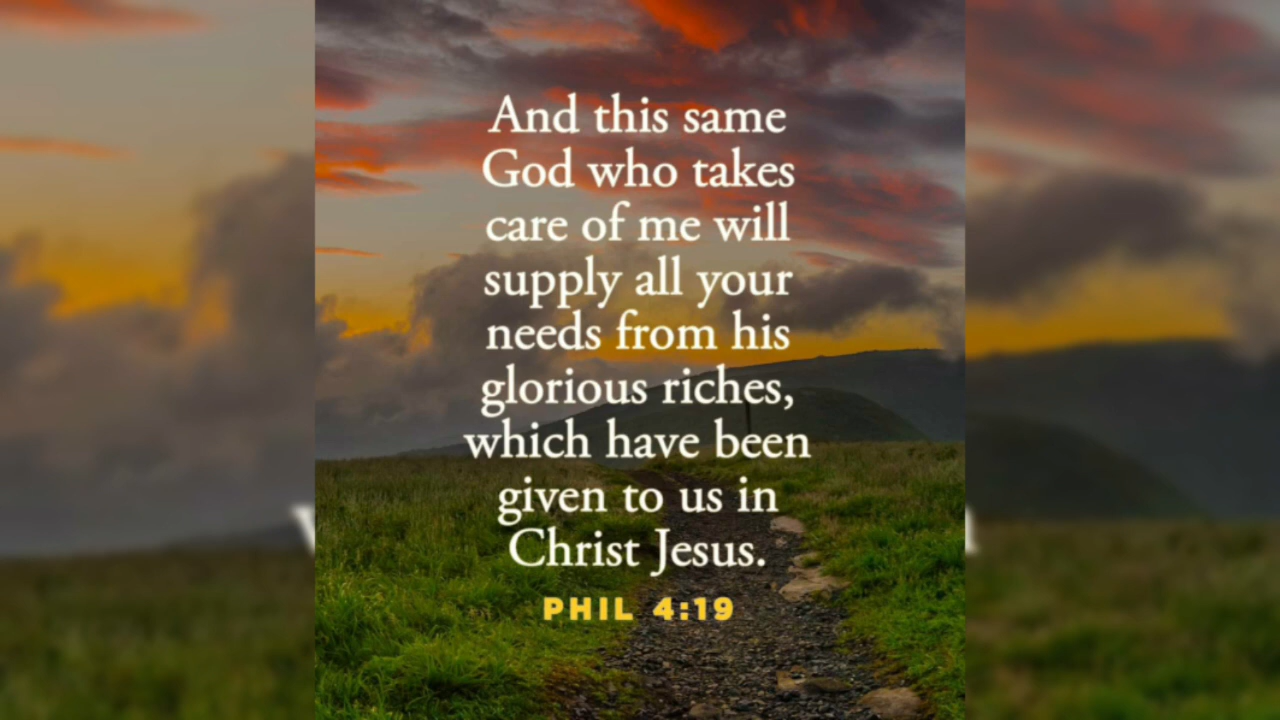 And this same
God who takes
care of me will
supply all your
needs from his
glorious riches,
which have been
given to us in
Christ Jesus.
PHIL 4:19